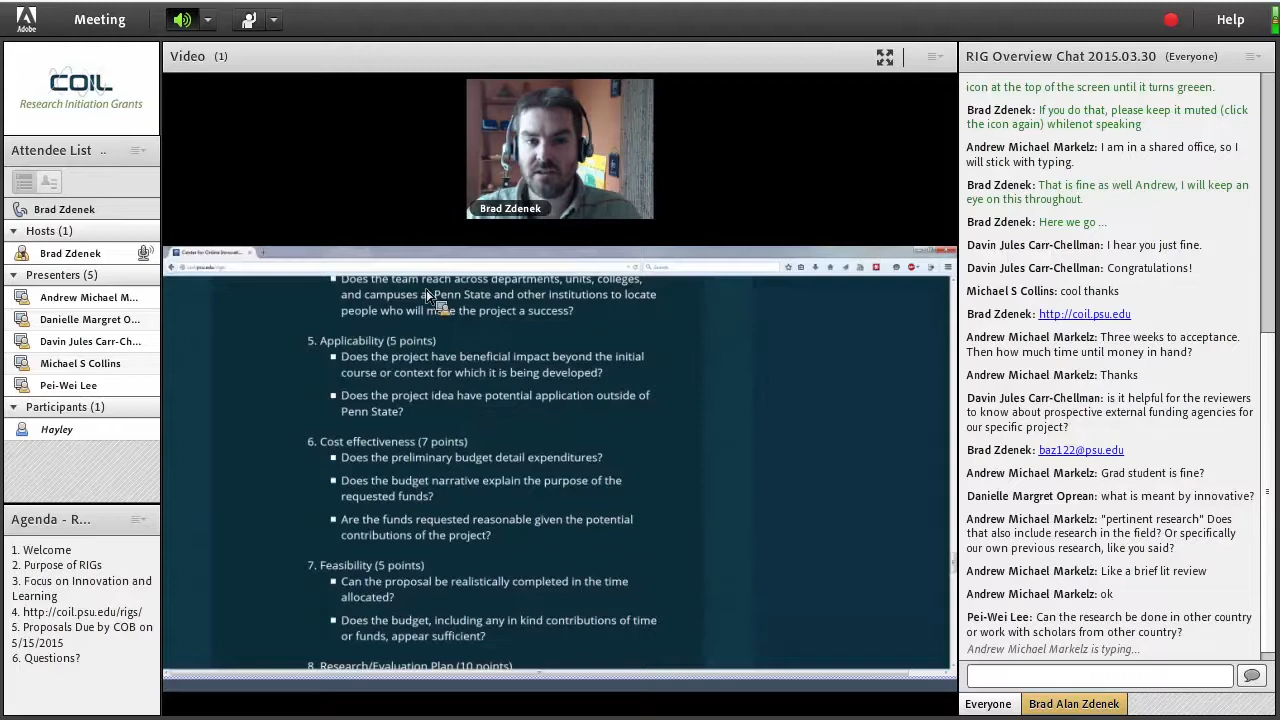 Adobe
Meeting
Help
COIL
Research Initiation Grants
Attendee List ..
Brad Zdenek
Hosts (1)
Brad Zdenek
Presenters (5)
Andrew Michael M...
Danielle Margret O...
Davin Jules Carr-Ch...
Michael S Collins
Pei-Wei Lee
Participants (1)
Hayley
Agenda - R...
1. Welcome
2. Purpose of RIGs
3. Focus on Innovation and
Learning
4. http://coil.psu.edu/rigs/
5. Proposals Due by COB on
5/15/2015
6. Questions?
Video (1)
Brad Zdenek
Center for Online Innovati...
Search
Does the team reach across departments, units, colleges,
and campuses at Penn State and other institutions to locate
people who will make the project a success?
5. Applicability (5 points)
Does the project have beneficial impact beyond the initial
course or context for which it is being developed?
Does the project idea have potential application outside of
Penn State?
6. Cost effectiveness (7 points)
Does the preliminary budget detail expenditures?
Does the budget narrative explain the purpose of the
requested funds?
Are the funds requested reasonable given the potential
contributions of the project?
7. Feasibility (5 points)
Can the proposal be realistically completed in the time
allocated?
Does the budget, including any in kind contributions of time
or funds, appear sufficient?
8. Research/Evaluation Plan (10 points)
RIG Overview Chat 2015.03.30 (Everyone)
icon at the top of the screen until it turns greeen.
Brad Zdenek: If you do that, please keep it muted (click
the icon again) whilenot speaking
Andrew Michael Markelz: I am in a shared office, so I
will stick with typing.
Brad Zdenek: That is fine as well Andrew, I will keep an
eye on this throughout.
Brad Zdenek: Here we go ...
Davin Jules Carr-Chellman: I hear you just fine.
Davin Jules Carr-Chellman: Congratulations!
Michael S Collins: cool thanks
Brad Zdenek: http://coil.psu.edu
Andrew Michael Markelz: Three weeks to acceptance.
Then how much time until money in hand?
Andrew Michael Markelz: Thanks
Davin Jules Carr-Chellman: is it helpful for the reviewers
to know about prospective external funding agencies for
our specific project?
Brad Zdenek: baz122@psu.edu
Andrew Michael Markelz: Grad student is fine?
Danielle Margret Oprean: what is meant by innovative?
Andrew Michael Markelz: "pertinent research" Does
that also include research in the field? Or specifically
our own previous research, like you said?
Andrew Michael Markelz: Like a brief lit review
Andrew Michael Markelz: ok
Pei-Wei Lee: Can the research be done in other country
or work with scholars from other country?
Andrew Michael Markelz is typing...
Everyone
Brad Alan Zdenek